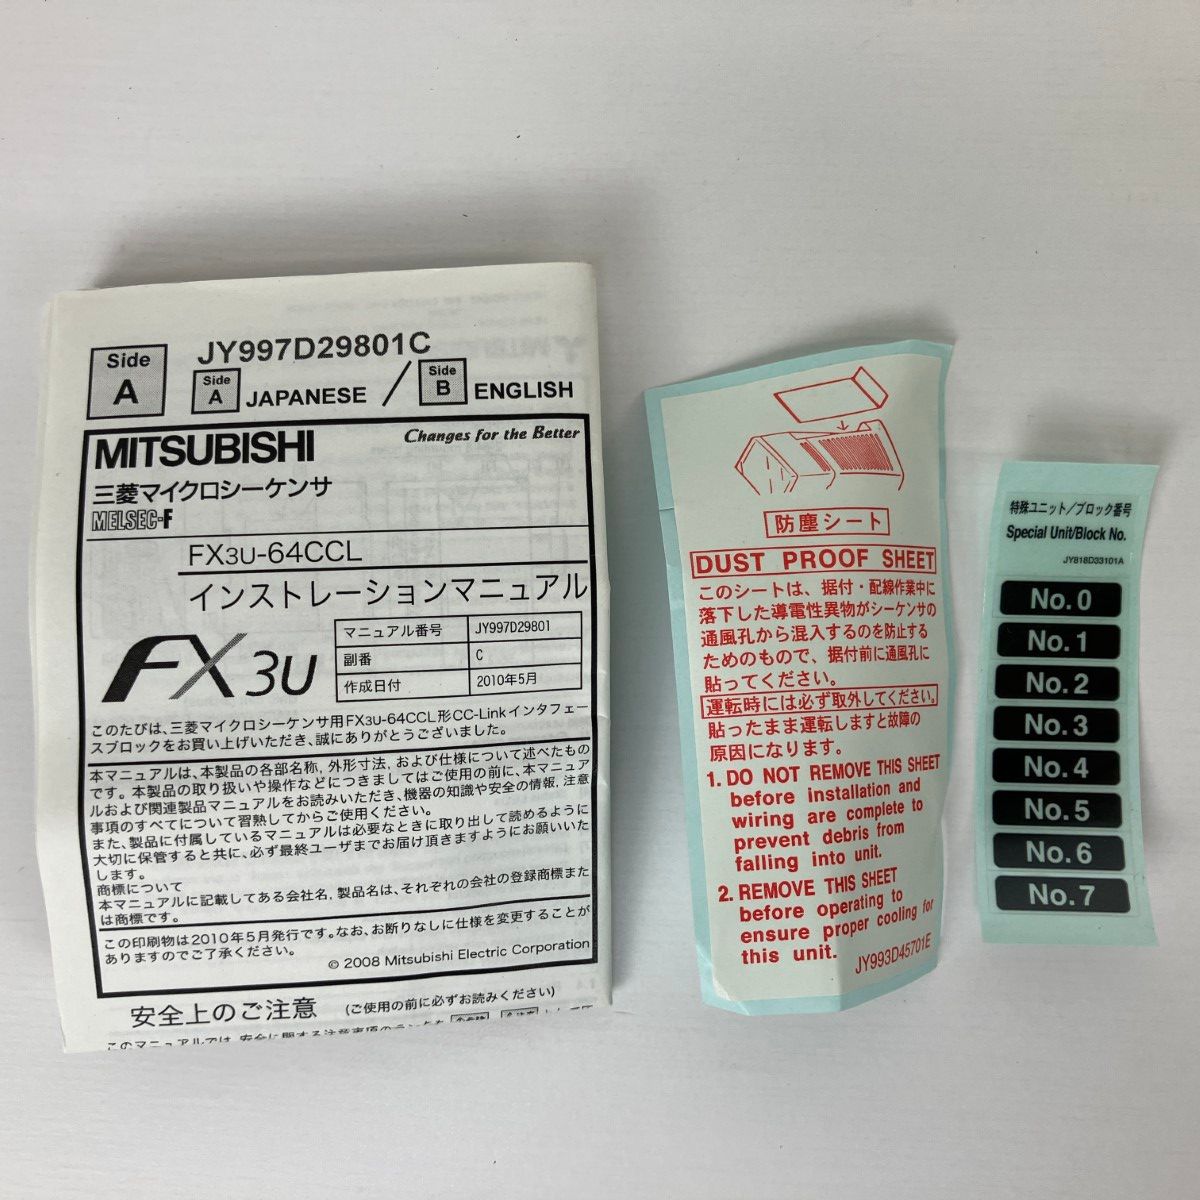 Side A
JY997D29801C
Side A JAPANESE / Side B ENGLISH
MITSUBISHI
Changes for the Better
三菱マイクロシーケンサ
MELSEC-F
FX3U-64CCL
インストレーションマニュアル
FX3U
マニュアル番号 JY997D29801
副番 C
作成日付 2010年5月
このたびは、三菱マイクロシーケンサ用FX3U-64CCL形CC-Linkインタフェー
スブロックをお買い上げいただき、誠にありがとうございました。
本マニュアルは、本製品の各部名称, 外形寸法, および仕様について述べたもの
です。本製品の取り扱いや操作などにつきましてはご使用の前に、本マニュア
ルおよび関連製品マニュアルをお読みいただき、機器の知識や安全の情報, 注意
事項のすべてについて習熟してからご使用ください。
また、製品に付属しているマニュアルは必要なときに取り出して読めるように
大切に保管すると共に、必ず最終ユーザまでお届け頂きますようにお願いいた
します。
商標について
本マニュアルに記載してある会社名, 製品名は、それぞれの会社の登録商標また
は商標です。
この印刷物は2010年5月発行です。なお、お断りなしに仕様を変更することが
ありますのでご了承ください。
© 2008 Mitsubishi Electric Corporation
安全上のご注意 (ご使用の前に必ずお読みください)
このマニュアルでは、安全に関する注意事項のランクを
防塵シート
DUST PROOF SHEET
このシートは、据付・配線作業中に
落下した導電性異物がシーケンサの
通風孔から混入するのを防止する
ためのもので、据付前に通風孔に
貼ってください。
運転時には必ず取外してください。
貼ったまま運転しますと故障の
原因になります。
1. DO NOT REMOVE THIS SHEET
before installation and
wiring are complete to
prevent debris from
falling into unit.
2. REMOVE THIS SHEET
before operating to
ensure proper cooling for
this unit.
JY993D45701E
特殊ユニット/ブロック番号
Special Unit/Block No.
JY818D33101A
No.0
No.1
No.2
No.3
No.4
No.5
No.6
No.7